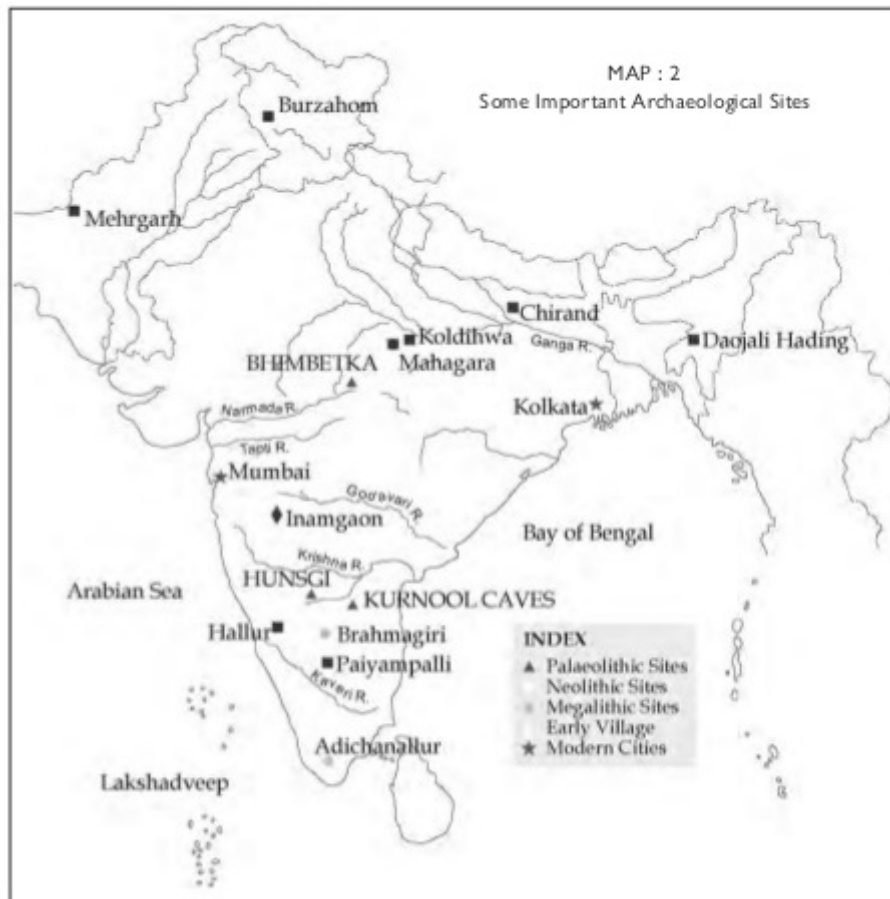 MAP : 2
Some Important Archaeological Sites
Burzahom
Mehrgarh
Chirand
Koldihwa
Mahagara
Ganga R.
Daojali Hading
BHIMBETKA
Kolkata
Narmada R.
Tapti R.
Mumbai
Godavari R.
Inamgaon
Bay of Bengal
Krishna R.
HUNSGI
Arabian Sea
KURNOOL CAVES
Hallur
Brahmagiri
Paiyampalli
Kaveri R.
Adichanallur
Lakshadweep
INDEX
Palaeolithic Sites
Neolithic Sites
Megalithic Sites
Early Village
Modern Cities